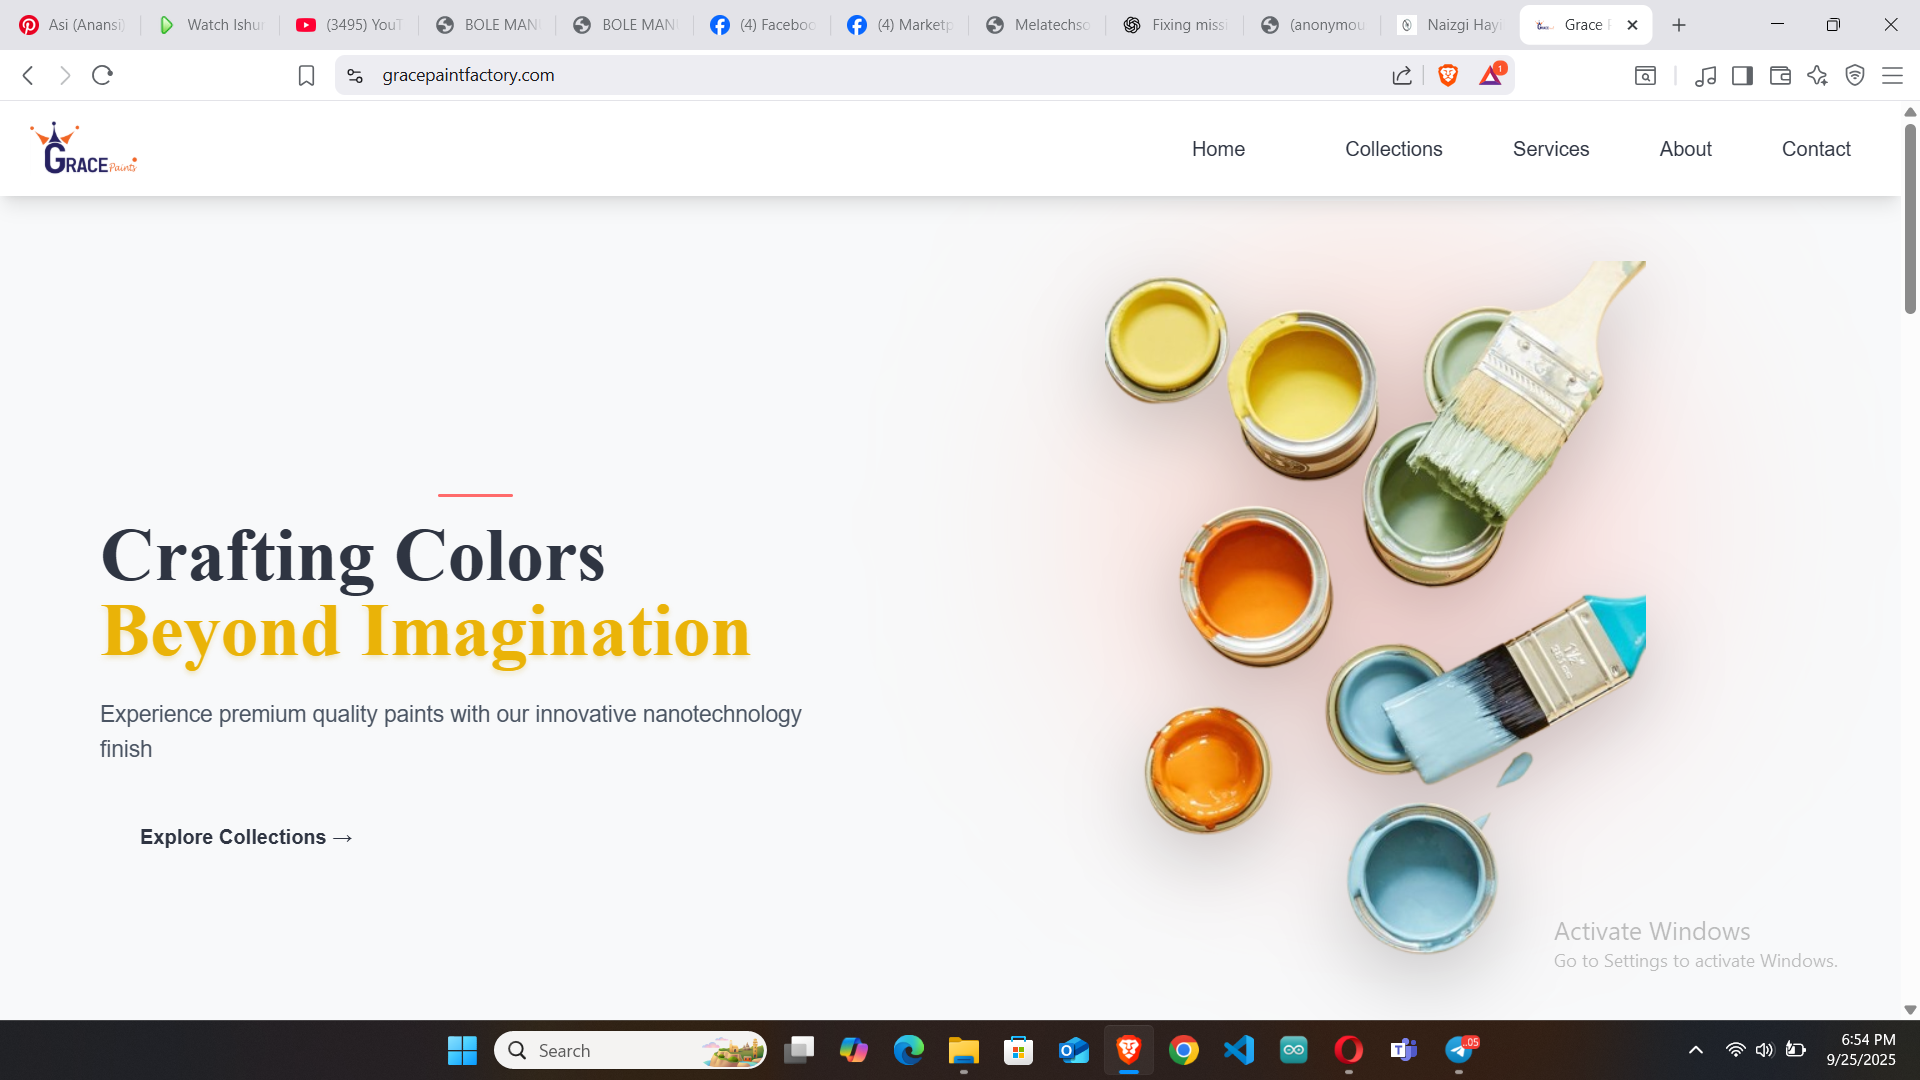 Asi (Anansi)
Watch Ishur
(3495) YouT
BOLE MAN
BOLE MAN
(4) Faceboo
(4) Marketp
Melatechso
Fixing missi
(anonymou
Naizgi Hayi
Grace P
gracepaintfactory.com
1
GRACE Paints
Home
Collections
Services
About
Contact
Crafting Colors
Beyond Imagination
Experience premium quality paints with our innovative nanotechnology
finish
Explore Collections →
Activate Windows
Go to Settings to activate Windows.
Search
.05
6:54 PM
9/25/2025